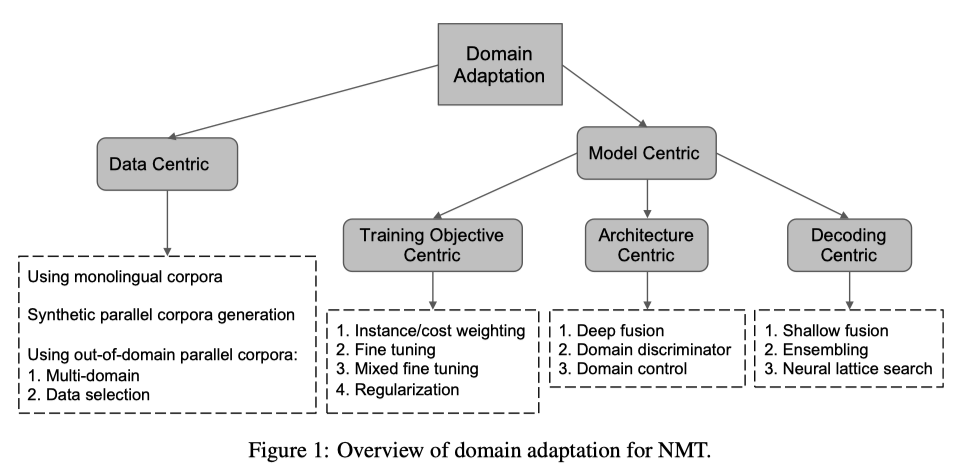 Domain
Adaptation
Data Centric
Model Centric
Training Objective
Centric
Architecture
Centric
Decoding
Centric
Using monolingual corpora
Synthetic parallel corpora generation
Using out-of-domain parallel corpora:
1. Multi-domain
2. Data selection
1. Instance/cost weighting
2. Fine tuning
3. Mixed fine tuning
4. Regularization
1. Deep fusion
2. Domain discriminator
3. Domain control
1. Shallow fusion
2. Ensembling
3. Neural lattice search
Figure 1: Overview of domain adaptation for NMT.